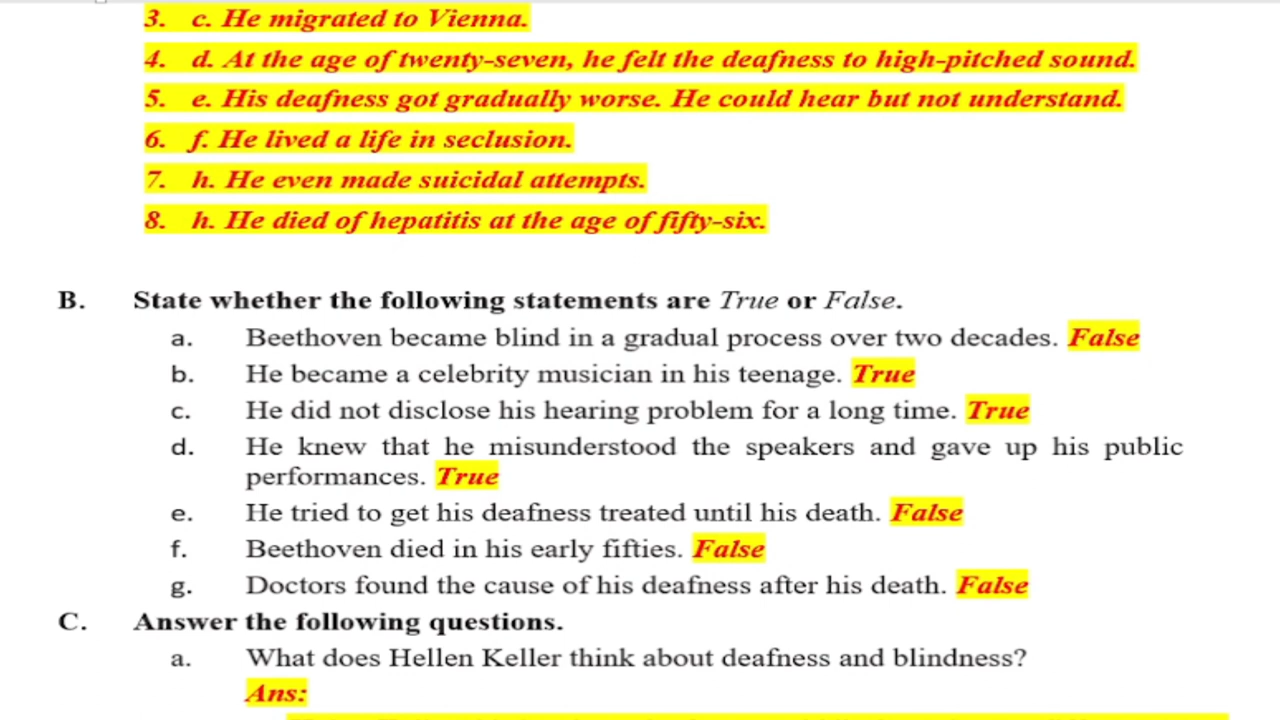 3. c. He migrated to Vienna.
4. d. At the age of twenty-seven, he felt the deafness to high-pitched sound.
5. e. His deafness got gradually worse. He could hear but not understand.
6. f. He lived a life in seclusion.
7. h. He even made suicidal attempts.
8. h. He died of hepatitis at the age of fifty-six.
B. State whether the following statements are True or False.
a. Beethoven became blind in a gradual process over two decades. False
b. He became a celebrity musician in his teenage. True
c. He did not disclose his hearing problem for a long time. True
d. He knew that he misunderstood the speakers and gave up his public
performances. True
e. He tried to get his deafness treated until his death. False
f. Beethoven died in his early fifties. False
g. Doctors found the cause of his deafness after his death. False
C. Answer the following questions.
a. What does Hellen Keller think about deafness and blindness?
Ans: